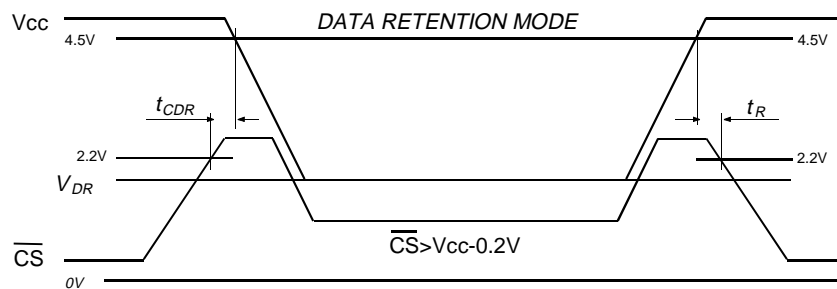 Vcc DATA RETENTION MODE
4.5V 4.5V
tCDR tR
2.2V 2.2V
VDR
CS>Vcc-0.2V
CS
0V